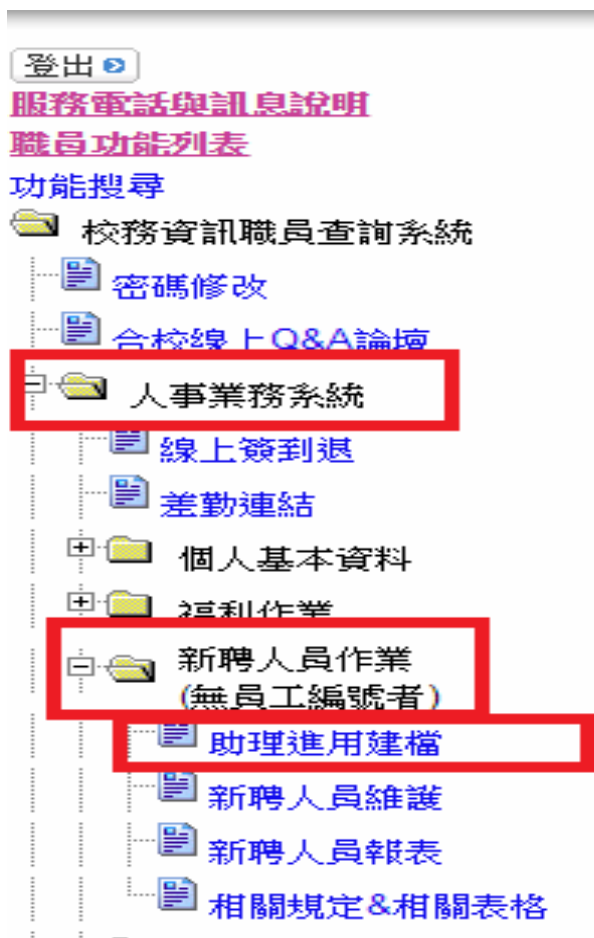 登出
服務電話與訊息說明
職員功能列表
功能搜尋
校務資訊職員查詢系統
密碼修改
合校線上Q&A論壇
人事業務系統
線上簽到退
差勤連結
個人基本資料
福利作業
新聘人員作業
(無員工編號者)
助理進用建檔
新聘人員維護
新聘人員報表
相關規定&相關表格